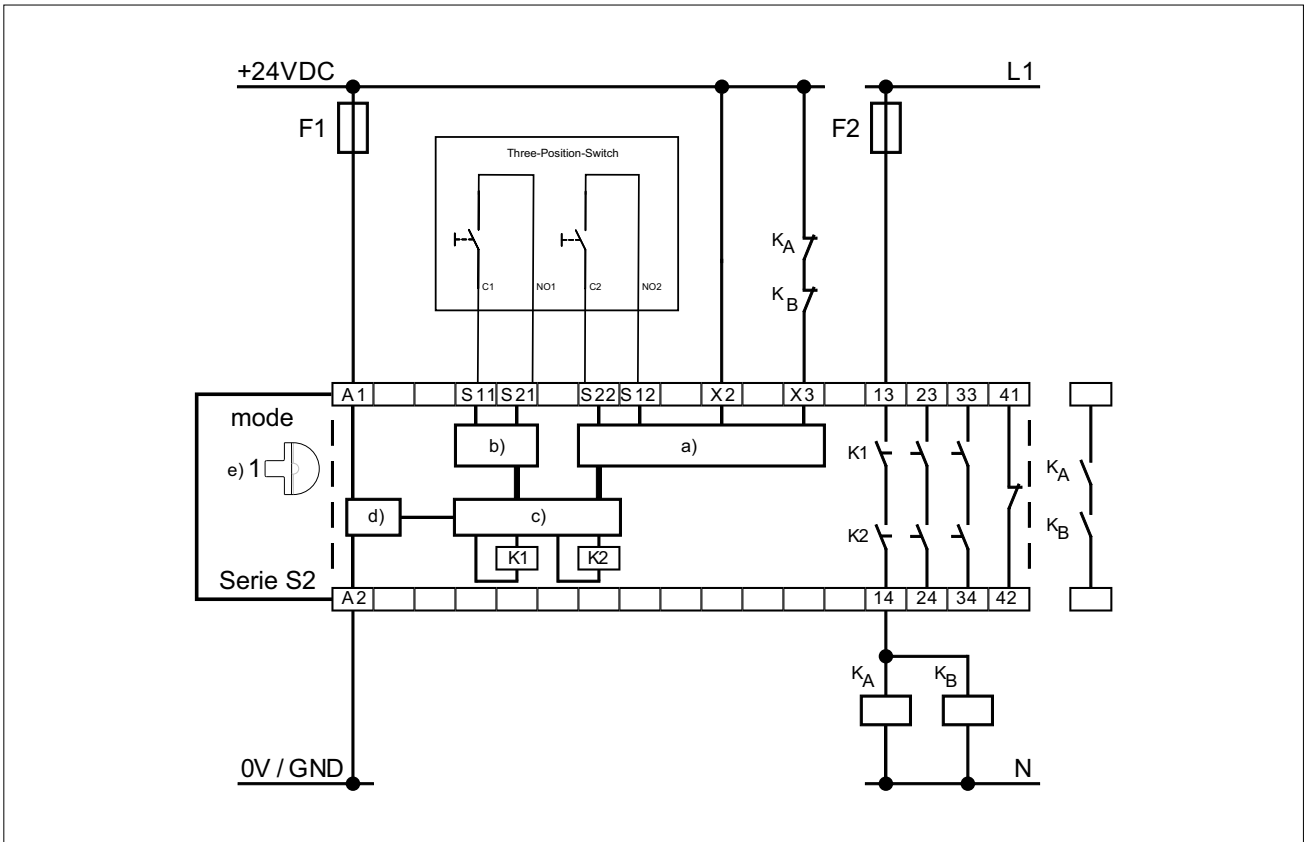 +24VDC
L1
F1
F2
Three-Position-Switch
C1 NO1 C2 NO2
KA
KB
A1 S11 S21 S22 S12 X2 X3 13 23 33 41
mode
e) 1
b)
a)
K1
KA
d)
c)
K1 K2
K2
KB
Serie S2
A2 14 24 34 42
KA KB
0V / GND
N